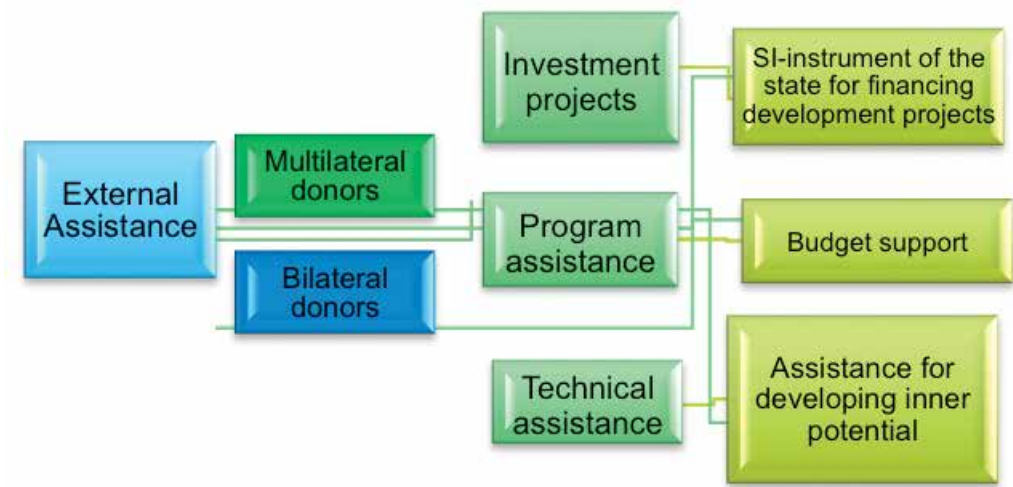 External
Assistance
Multilateral
donors
Bilateral
donors
Investment
projects
Program
assistance
Technical
assistance
SI-instrument of the
state for financing
development projects
Budget support
Assistance for
developing inner
potential